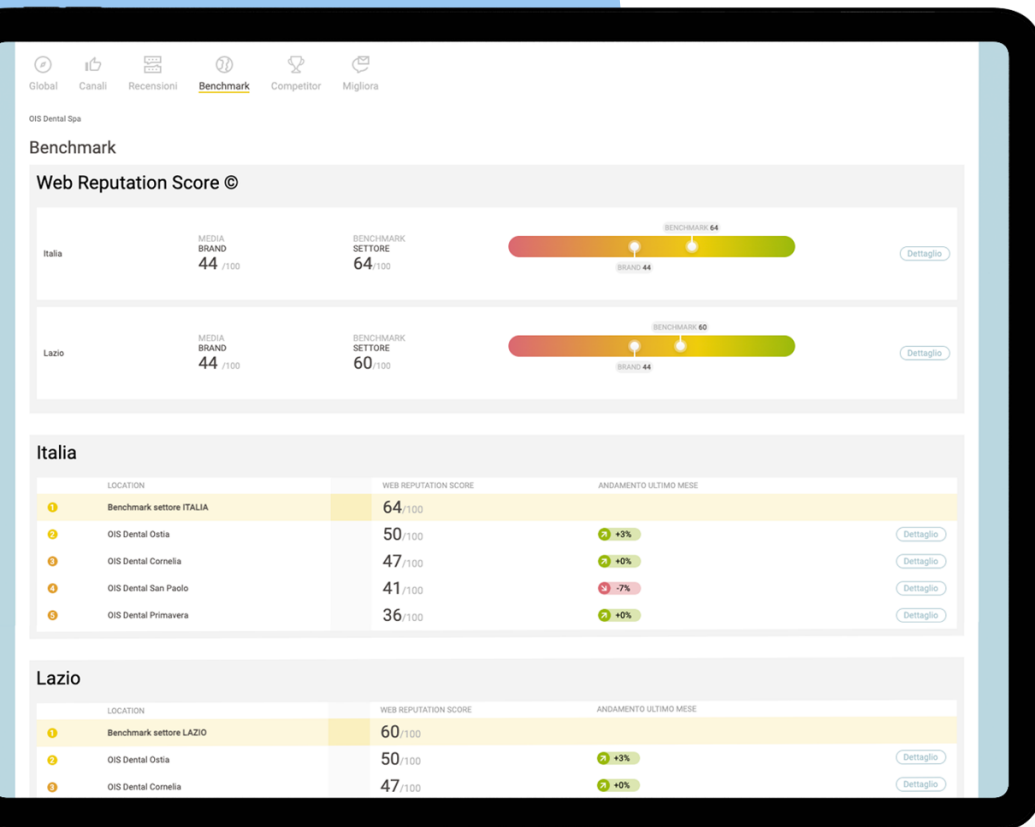 Global Canali Recensioni Benchmark Competitor Migliora
OIS Dental Spa
Benchmark
Web Reputation Score ©
BENCHMARK 64
MEDIA BENCHMARK
Italia BRAND SETTORE Dettaglio
44 /100 64/100
BRAND 44
BENCHMARK 60
MEDIA BENCHMARK
Lazio BRAND SETTORE Dettaglio
44 /100 60/100
BRAND 44
Italia
LOCATION WEB REPUTATION SCORE ANDAMENTO ULTIMO MESE
1 Benchmark settore ITALIA 64/100
2 OIS Dental Ostia 50/100 +3% Dettaglio
3 OIS Dental Cornelia 47/100 +0% Dettaglio
4 OIS Dental San Paolo 41/100 -7% Dettaglio
5 OIS Dental Primavera 36/100 +0% Dettaglio
Lazio
LOCATION WEB REPUTATION SCORE ANDAMENTO ULTIMO MESE
1 Benchmark settore LAZIO 60/100
2 OIS Dental Ostia 50/100 +3% Dettaglio
3 OIS Dental Cornelia 47/100 +0% Dettaglio